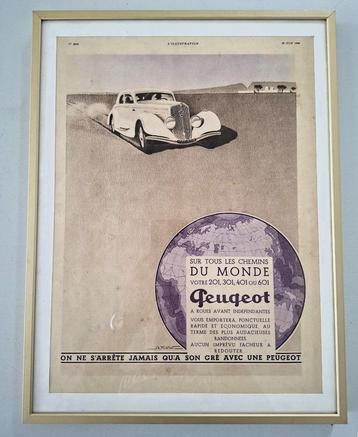 L'ILLUSTRATION
SUR TOUS LES CHEMINS
DU MONDE
VOTRE 201, 301, 401 OU 601
Peugeot
A ROUES AVANT INDÉPENDANTES
VOUS EMPORTERA, PONCTUELLE
RAPIDE ET ECONOMIQUE, AU
TERME DES PLUS AUDACIEUSES
RANDONNÉES
AUCUN IMPRÉVU FACHEUX A
REDOUTER
ON NE S'ARRÊTE JAMAIS QU'A SON GRÉ AVEC UNE PEUGEOT